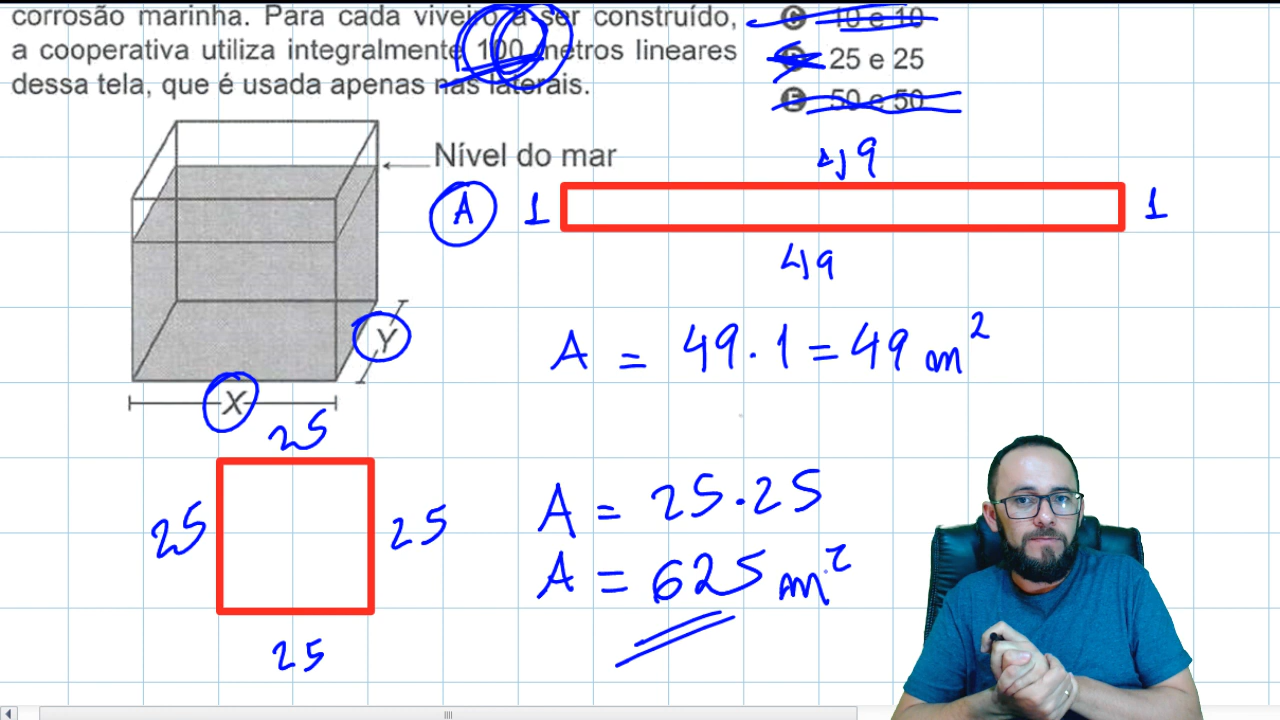 corrosão marinha. Para cada viveiro a ser construído,
a cooperativa utiliza integralmente 100 metros lineares
dessa tela, que é usada apenas nas laterais.
C 10 e 10
D 25 e 25
E 50 e 50
Nível do mar
A
49
1
1
49
Y
X
A = 49.1 = 49 m²
25
25
25
25
A = 25.25
A = 625 m²